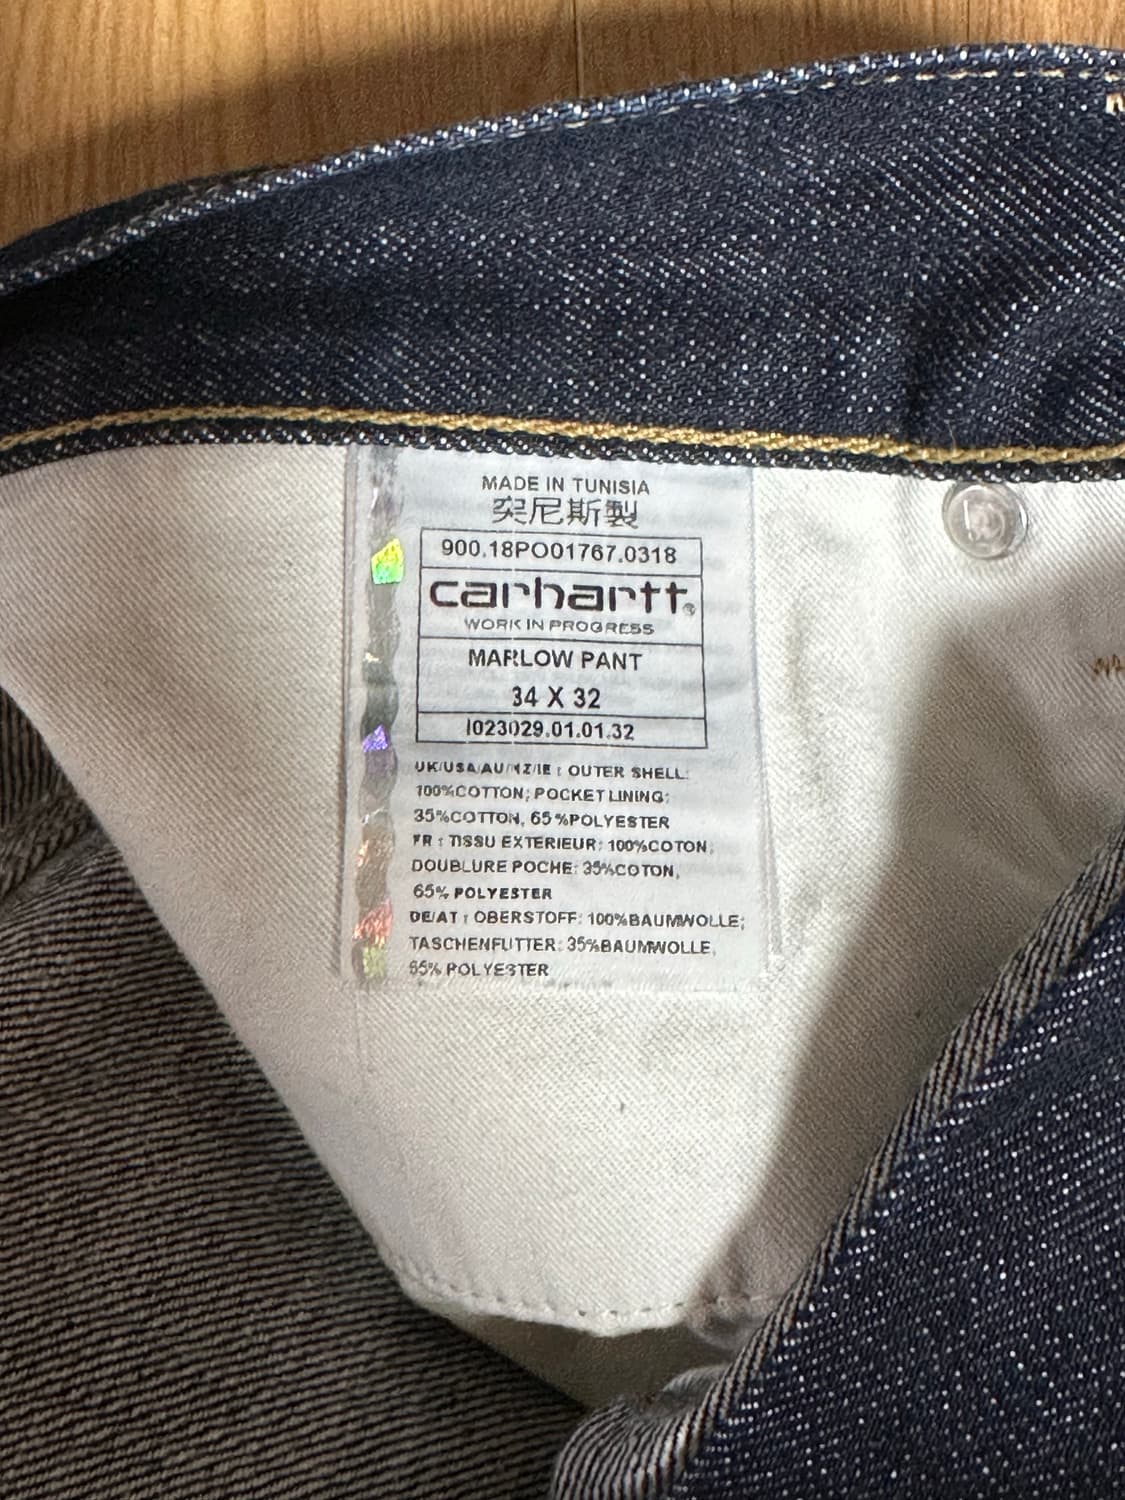 MADE IN TUNISIA
突尼斯製
900.18PO01767.0318
carhartt®
WORK IN PROGRESS
MARLOW PANT
34 X 32
I023029.01.01.32
UK/USA/AU/NZ/IE : OUTER SHELL:
100%COTTON; POCKET LINING:
35%COTTON, 65%POLYESTER
FR : TISSU EXTERIEUR: 100%COTON;
DOUBLURE POCHE: 35%COTON,
65% POLYESTER
DE/AT : OBERSTOFF: 100%BAUMWOLLE;
TASCHENFUTTER: 35%BAUMWOLLE,
65% POLYESTER